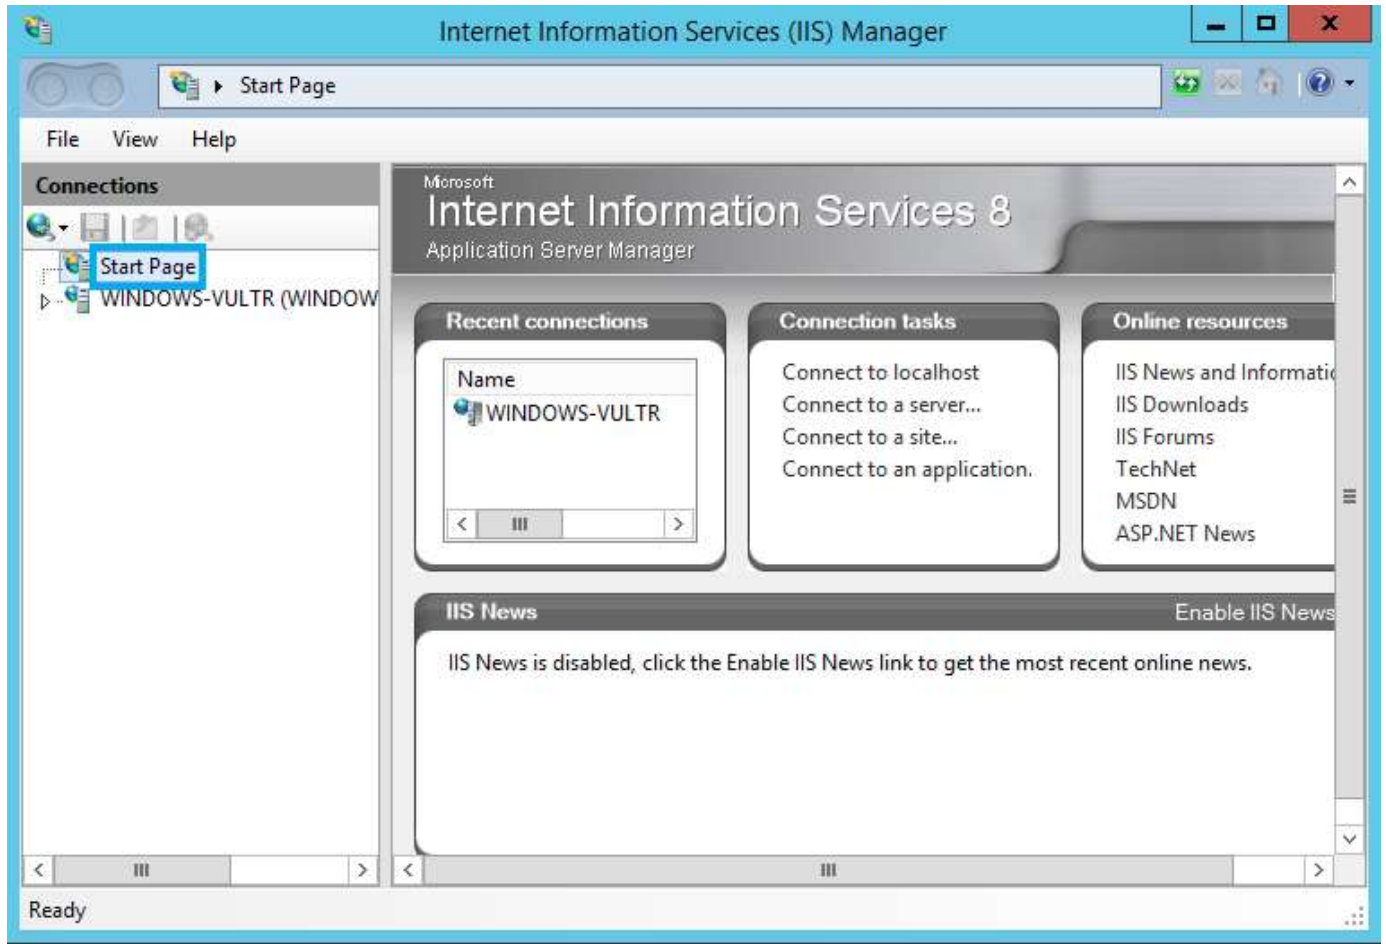 Internet Information Services (IIS) Manager
Start Page
File View Help
Connections
Start Page
WINDOWS-VULTR (WINDOW
Microsoft
Internet Information Services 8
Application Server Manager
Recent connections
Name
WINDOWS-VULTR
Connection tasks
Connect to localhost
Connect to a server...
Connect to a site...
Connect to an application.
Online resources
IIS News and Informatic
IIS Downloads
IIS Forums
TechNet
MSDN
ASP.NET News
IIS News
Enable IIS News
IIS News is disabled, click the Enable IIS News link to get the most recent online news.
Ready